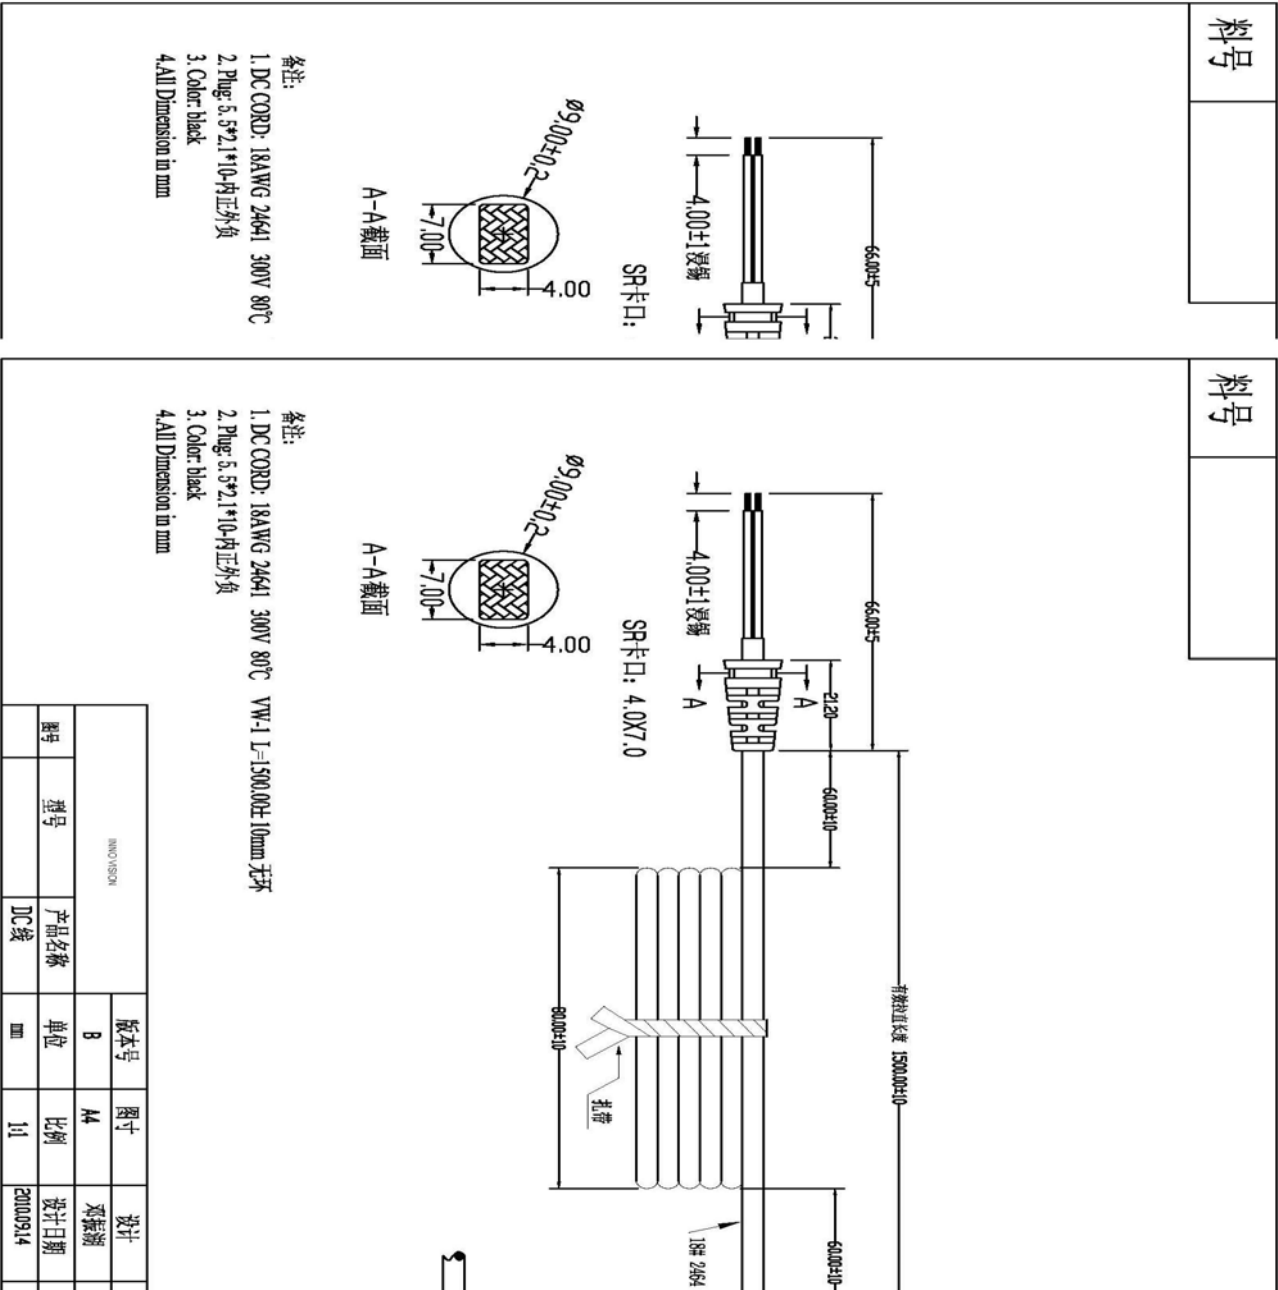 料号
66.00±5
4.00±1浸锡
SR卡口:
Ø9.00±0.2
7.00
4.00
A-A截面
备注:
1. DC CORD: 18AWG 24641 300V 80℃
2. Plug: 5.5*2.1*10-内正外负
3. Color: black
4.All Dimension in mm
料号
66.00±5
21.20
60.00±10
有效拉直长度 1500.00±10
60.00±10
4.00±1浸锡
A
A
SR卡口: 4.0X7.0
80.00±10
扎带
18# 2464
Ø9.00±0.2
7.00
4.00
A-A截面
备注:
1. DC CORD: 18AWG 24641 300V 80℃ VW-1 L=1500.00±10mm 无环
2. Plug: 5.5*2.1*10-内正外负
3. Color: black
4.All Dimension in mm
INNOVISION
版本号 图寸 设计
B A4 邓振湖
图号 型号 产品名称 单位 比例 设计日期
DC线 mm 1:1 2010.09.14